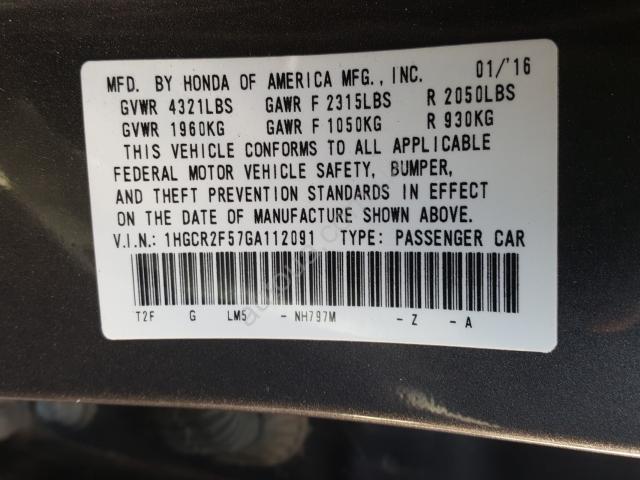 MFD. BY HONDA OF AMERICA MFG., INC. 01/'16
GVWR 4321LBS GAWR F 2315LBS R 2050LBS
GVWR 1960KG GAWR F 1050KG R 930KG
THIS VEHICLE CONFORMS TO ALL APPLICABLE
FEDERAL MOTOR VEHICLE SAFETY, BUMPER,
AND THEFT PREVENTION STANDARDS IN EFFECT
ON THE DATE OF MANUFACTURE SHOWN ABOVE.
V.I.N.: 1HGCR2F57GA112091 TYPE: PASSENGER CAR
T2F G LM5 - NH797M - Z - A